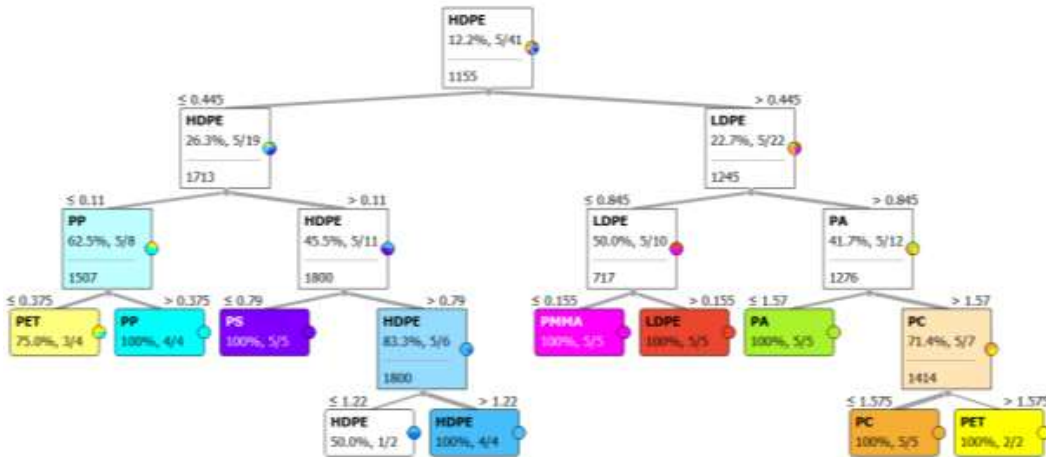 HDPE
12.2%, 5/41
1155
≤ 0.445
> 0.445
HDPE
26.3%, 5/19
1713
LDPE
22.7%, 5/22
1245
≤ 0.11
> 0.11
≤ 0.845
> 0.845
PP
62.5%, 5/8
1507
HDPE
45.5%, 5/11
1800
LDPE
50.0%, 5/10
717
PA
41.7%, 5/12
1276
≤ 0.375
> 0.375
≤ 0.79
> 0.79
≤ 0.155
> 0.155
≤ 1.57
> 1.57
PET
75.0%, 3/4
PP
100%, 4/4
PS
100%, 5/5
HDPE
83.3%, 5/6
1800
PMMA
100%, 5/5
LDPE
100%, 5/5
PA
100%, 5/5
PC
71.4%, 5/7
1414
≤ 1.22
> 1.22
≤ 1.575
> 1.575
HDPE
50.0%, 1/2
HDPE
100%, 4/4
PC
100%, 5/5
PET
100%, 2/2